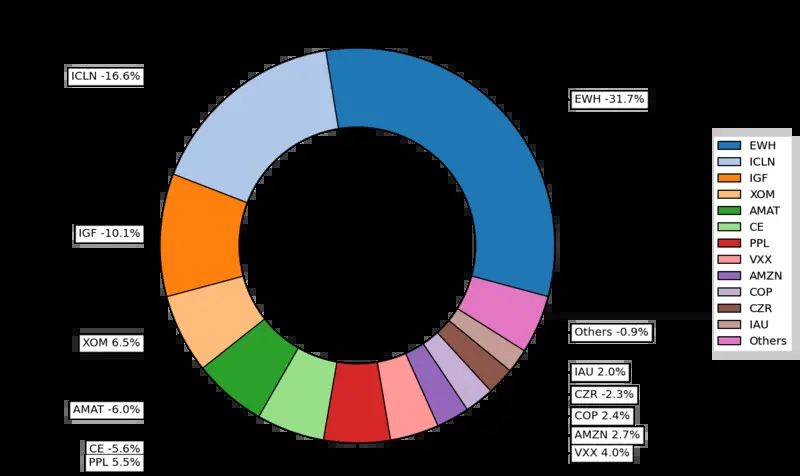 ICLN -16.6%
EWH -31.7%
IGF -10.1%
XOM 6.5%
AMAT -6.0%
CE -5.6%
PPL 5.5%
Others -0.9%
IAU 2.0%
CZR -2.3%
COP 2.4%
AMZN 2.7%
VXX 4.0%
EWH
ICLN
IGF
XOM
AMAT
CE
PPL
VXX
AMZN
COP
CZR
IAU
Others